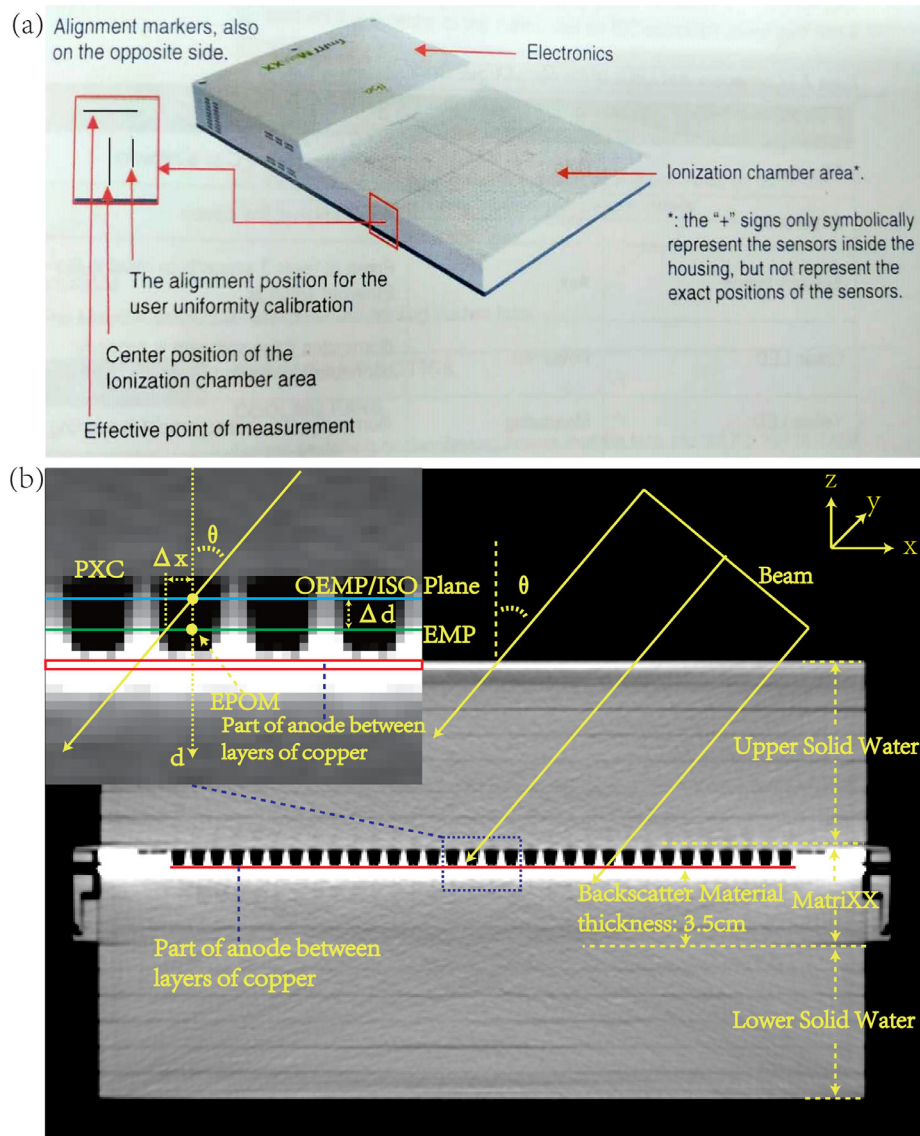 (a)
Alignment markers, also
on the opposite side.
Electronics
Ionization chamber area*.
*: the "+" signs only symbolically
represent the sensors inside the
housing, but not represent the
exact positions of the sensors.
The alignment position for the
user uniformity calibration
Center position of the
Ionization chamber area
Effective point of measurement
(b)
θ
Δx
PXC
OEMP/ISO Plane
Δd
EMP
EPOM
Part of anode between
layers of copper
d
θ
Beam
z
y
x
Upper Solid Water
Backscatter Material
thickness: 3.5cm
MatriXX
Part of anode between
layers of copper
Lower Solid Water